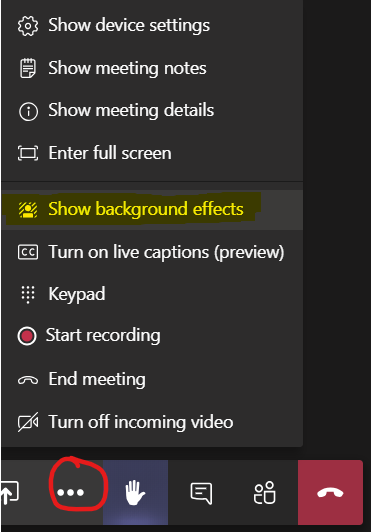 Show device settings
Show meeting notes
Show meeting details
Enter full screen
Show background effects
CC Turn on live captions (preview)
Keypad
Start recording
End meeting
Turn off incoming video